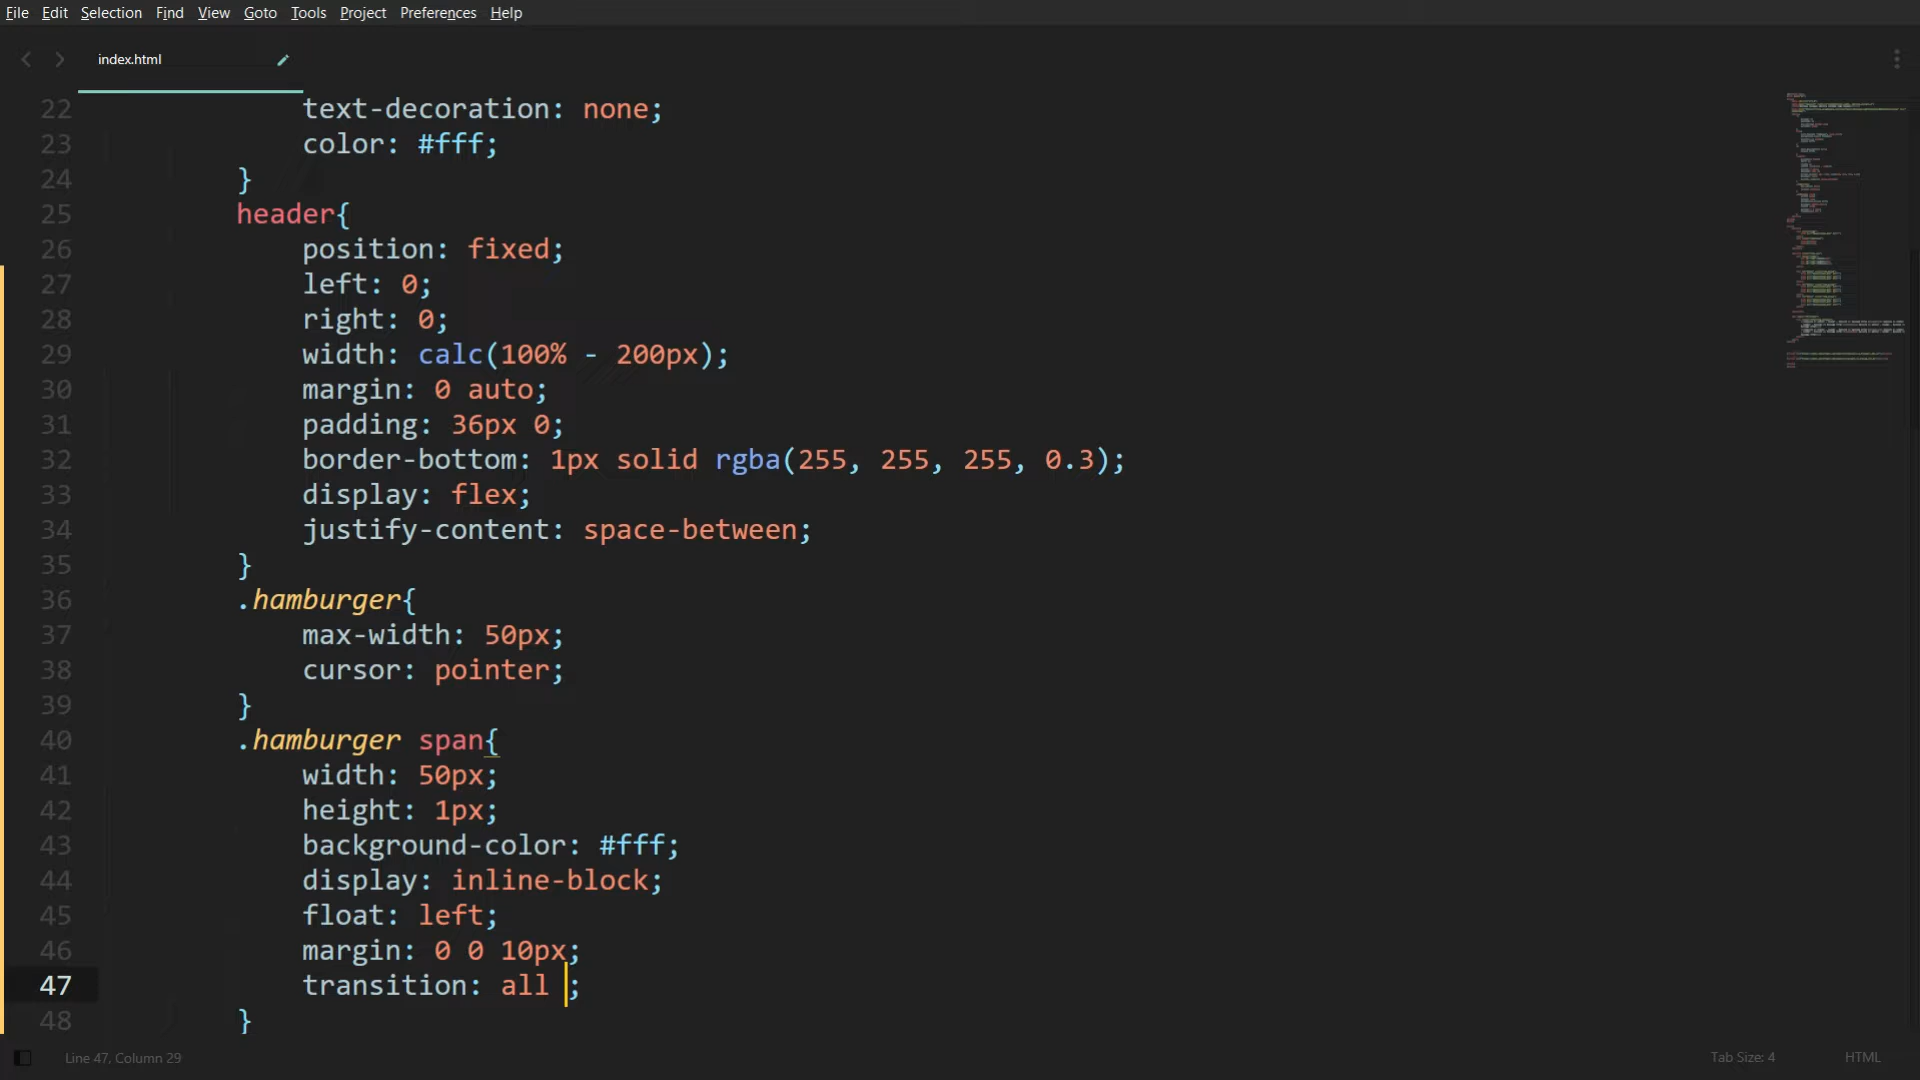 File Edit Selection Find View Goto Tools Project Preferences Help
index.html
22 text-decoration: none;
23 color: #fff;
24 }
25 header{
26 position: fixed;
27 left: 0;
28 right: 0;
29 width: calc(100% - 200px);
30 margin: 0 auto;
31 padding: 36px 0;
32 border-bottom: 1px solid rgba(255, 255, 255, 0.3);
33 display: flex;
34 justify-content: space-between;
35 }
36 .hamburger{
37 max-width: 50px;
38 cursor: pointer;
39 }
40 .hamburger span{
41 width: 50px;
42 height: 1px;
43 background-color: #fff;
44 display: inline-block;
45 float: left;
46 margin: 0 0 10px;
47 transition: all ;
48 }
Line 47, Column 29 Tab Size: 4 HTML